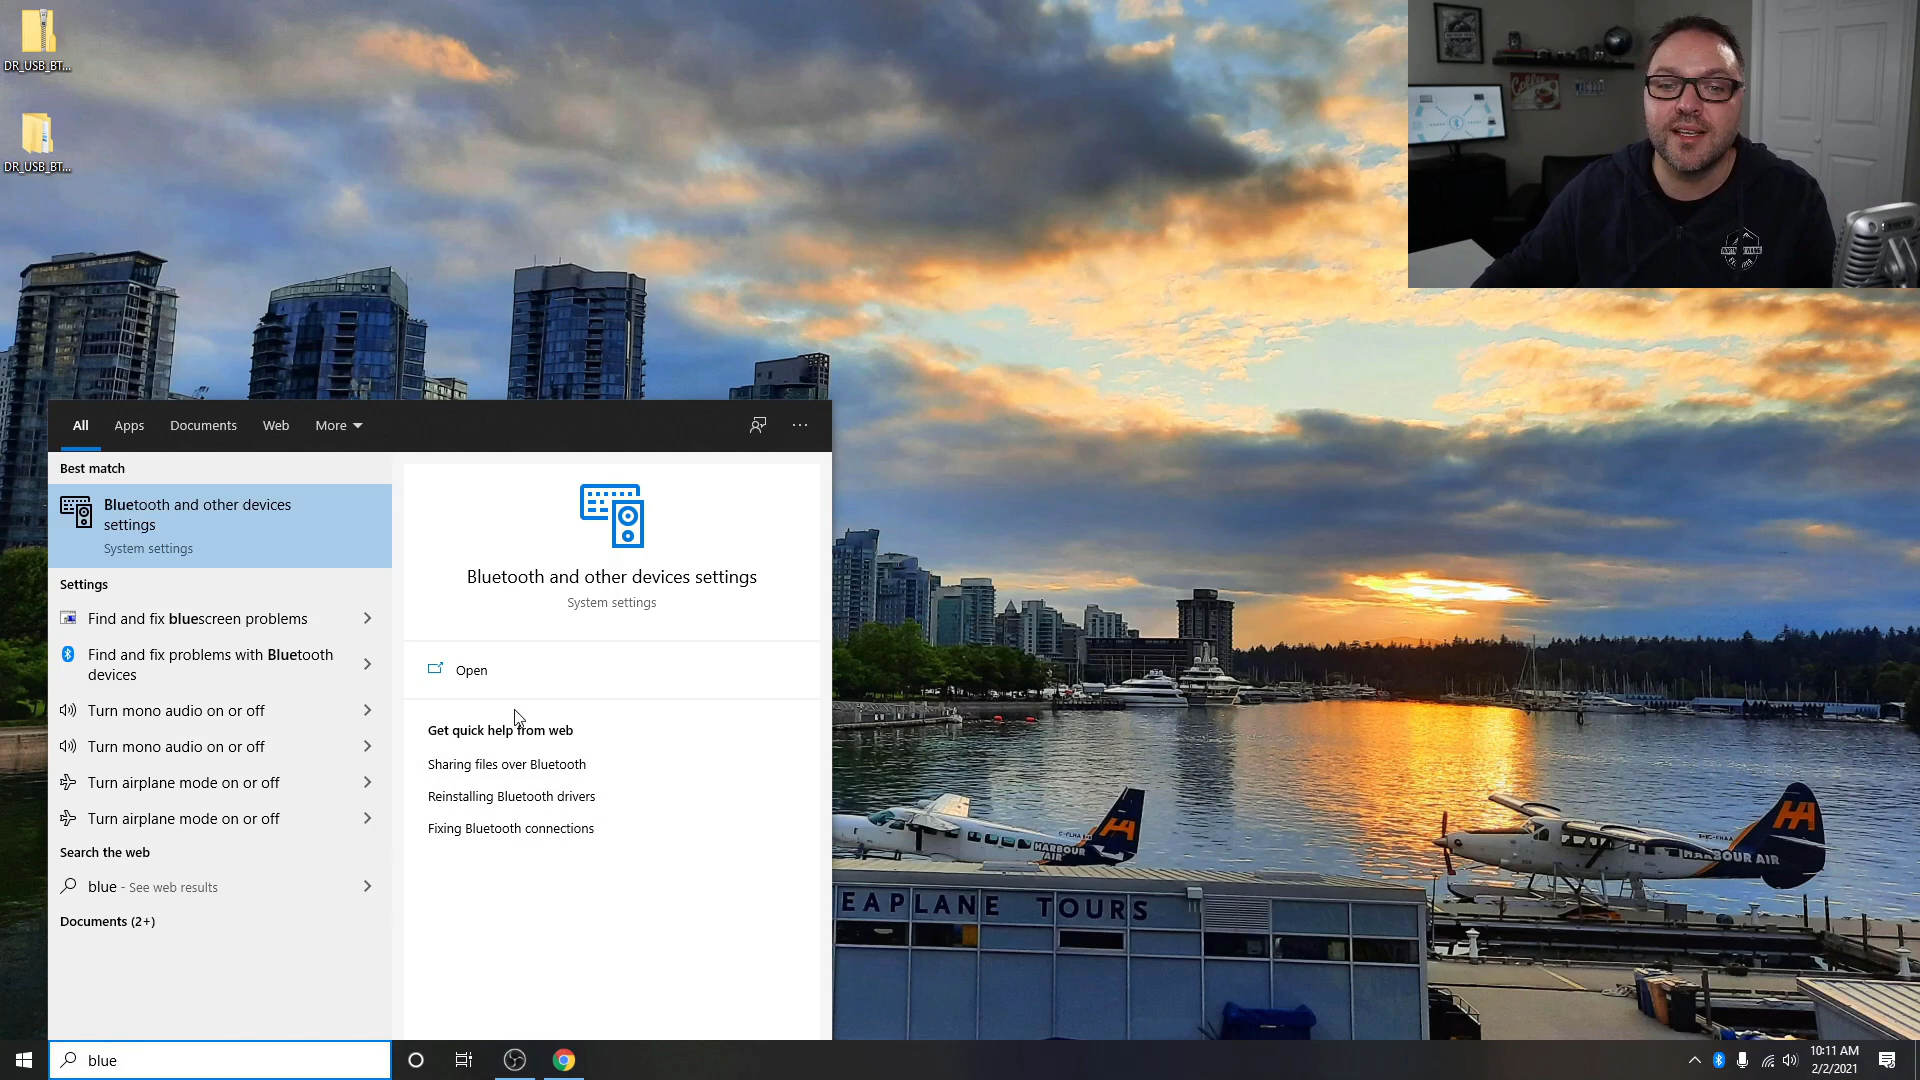 DR_USB_BT...
DR_USB_BT...
Coffee
All Apps Documents Web More
Best match
Bluetooth and other devices
settings
System settings
Settings
Find and fix bluescreen problems
Find and fix problems with Bluetooth
devices
Turn mono audio on or off
Turn mono audio on or off
Turn airplane mode on or off
Turn airplane mode on or off
Search the web
blue - See web results
Documents (2+)
Bluetooth and other devices settings
System settings
Open
Get quick help from web
Sharing files over Bluetooth
Reinstalling Bluetooth drivers
Fixing Bluetooth connections
HARBOUR
AIR
HARBOUR AIR
EAPLANE TOURS
blue
10:11 AM
2/2/2021